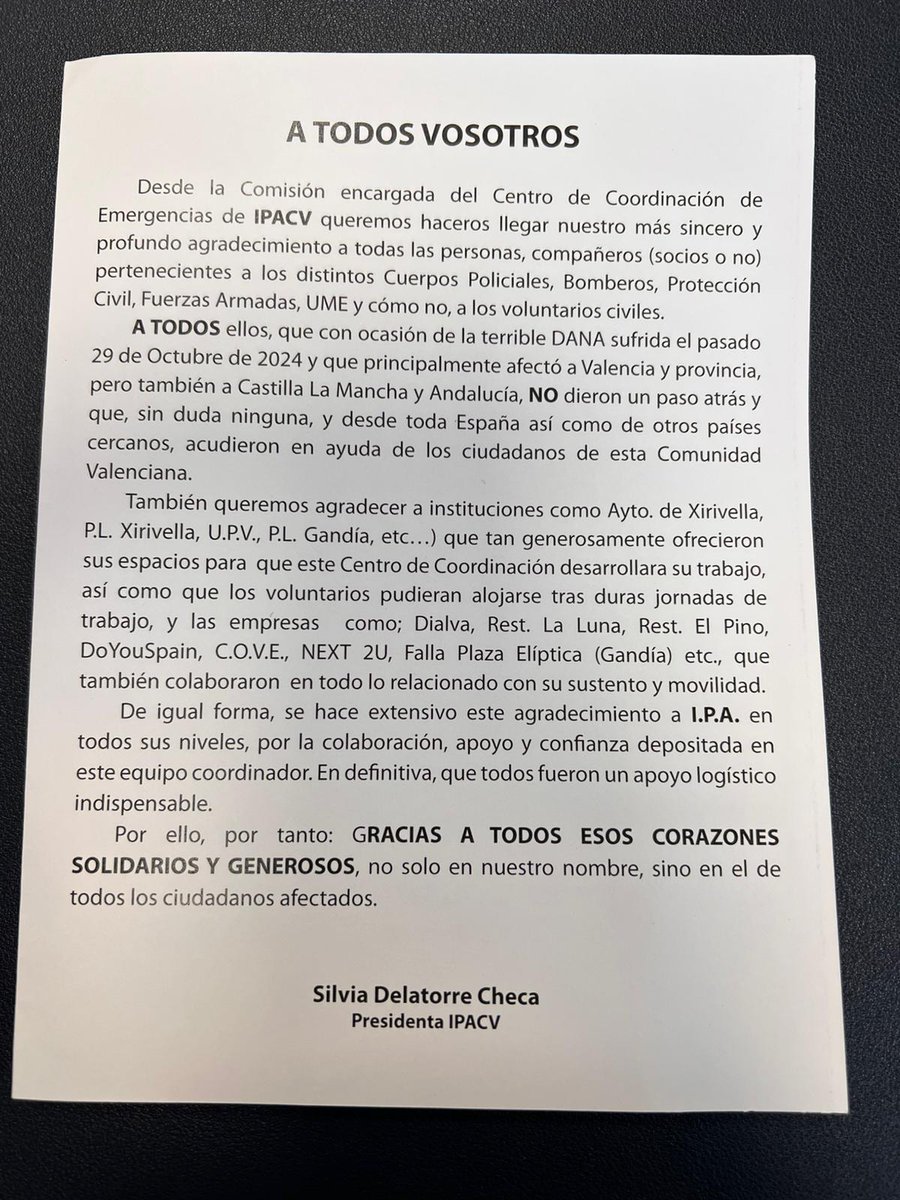 A TODOS VOSOTROS
Desde la Comisión encargada del Centro de Coordinación de
Emergencias de IPACV queremos haceros llegar nuestro más sincero y
profundo agradecimiento a todas las personas, compañeros (socios o no)
pertenecientes a los distintos Cuerpos Policiales, Bomberos, Protección
Civil, Fuerzas Armadas, UME y cómo no, a los voluntarios civiles.
A TODOS ellos, que con ocasión de la terrible DANA sufrida el pasado
29 de Octubre de 2024 y que principalmente afectó a Valencia y provincia,
pero también a Castilla La Mancha y Andalucía, NO dieron un paso atrás y
que, sin duda ninguna, y desde toda España así como de otros países
cercanos, acudieron en ayuda de los ciudadanos de esta Comunidad
Valenciana.
También queremos agradecer a instituciones como Ayto. de Xirivella,
P.L. Xirivella, U.P.V., P.L. Gandía, etc…) que tan generosamente ofrecieron
sus espacios para que este Centro de Coordinación desarrollara su trabajo,
así como que los voluntarios pudieran alojarse tras duras jornadas de
trabajo, y las empresas como; Dialva, Rest. La Luna, Rest. El Pino,
DoYouSpain, C.O.V.E., NEXT 2U, Falla Plaza Elíptica (Gandía) etc., que
también colaboraron en todo lo relacionado con su sustento y movilidad.
De igual forma, se hace extensivo este agradecimiento a I.P.A. en
todos sus niveles, por la colaboración, apoyo y confianza depositada en
este equipo coordinador. En definitiva, que todos fueron un apoyo logístico
indispensable.
Por ello, por tanto: GRACIAS A TODOS ESOS CORAZONES
SOLIDARIOS Y GENEROSOS, no solo en nuestro nombre, sino en el de
todos los ciudadanos afectados.
Silvia Delatorre Checa
Presidenta IPACV